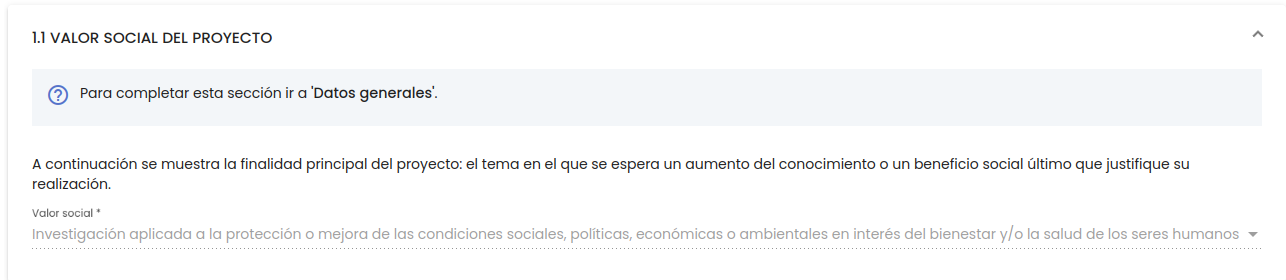 1.1 VALOR SOCIAL DEL PROYECTO
Para completar esta sección ir a 'Datos generales'.
A continuación se muestra la finalidad principal del proyecto: el tema en el que se espera un aumento del conocimiento o un beneficio social último que justifique su
realización.
Valor social *
Investigación aplicada a la protección o mejora de las condiciones sociales, políticas, económicas o ambientales en interés del bienestar y/o la salud de los seres humanos